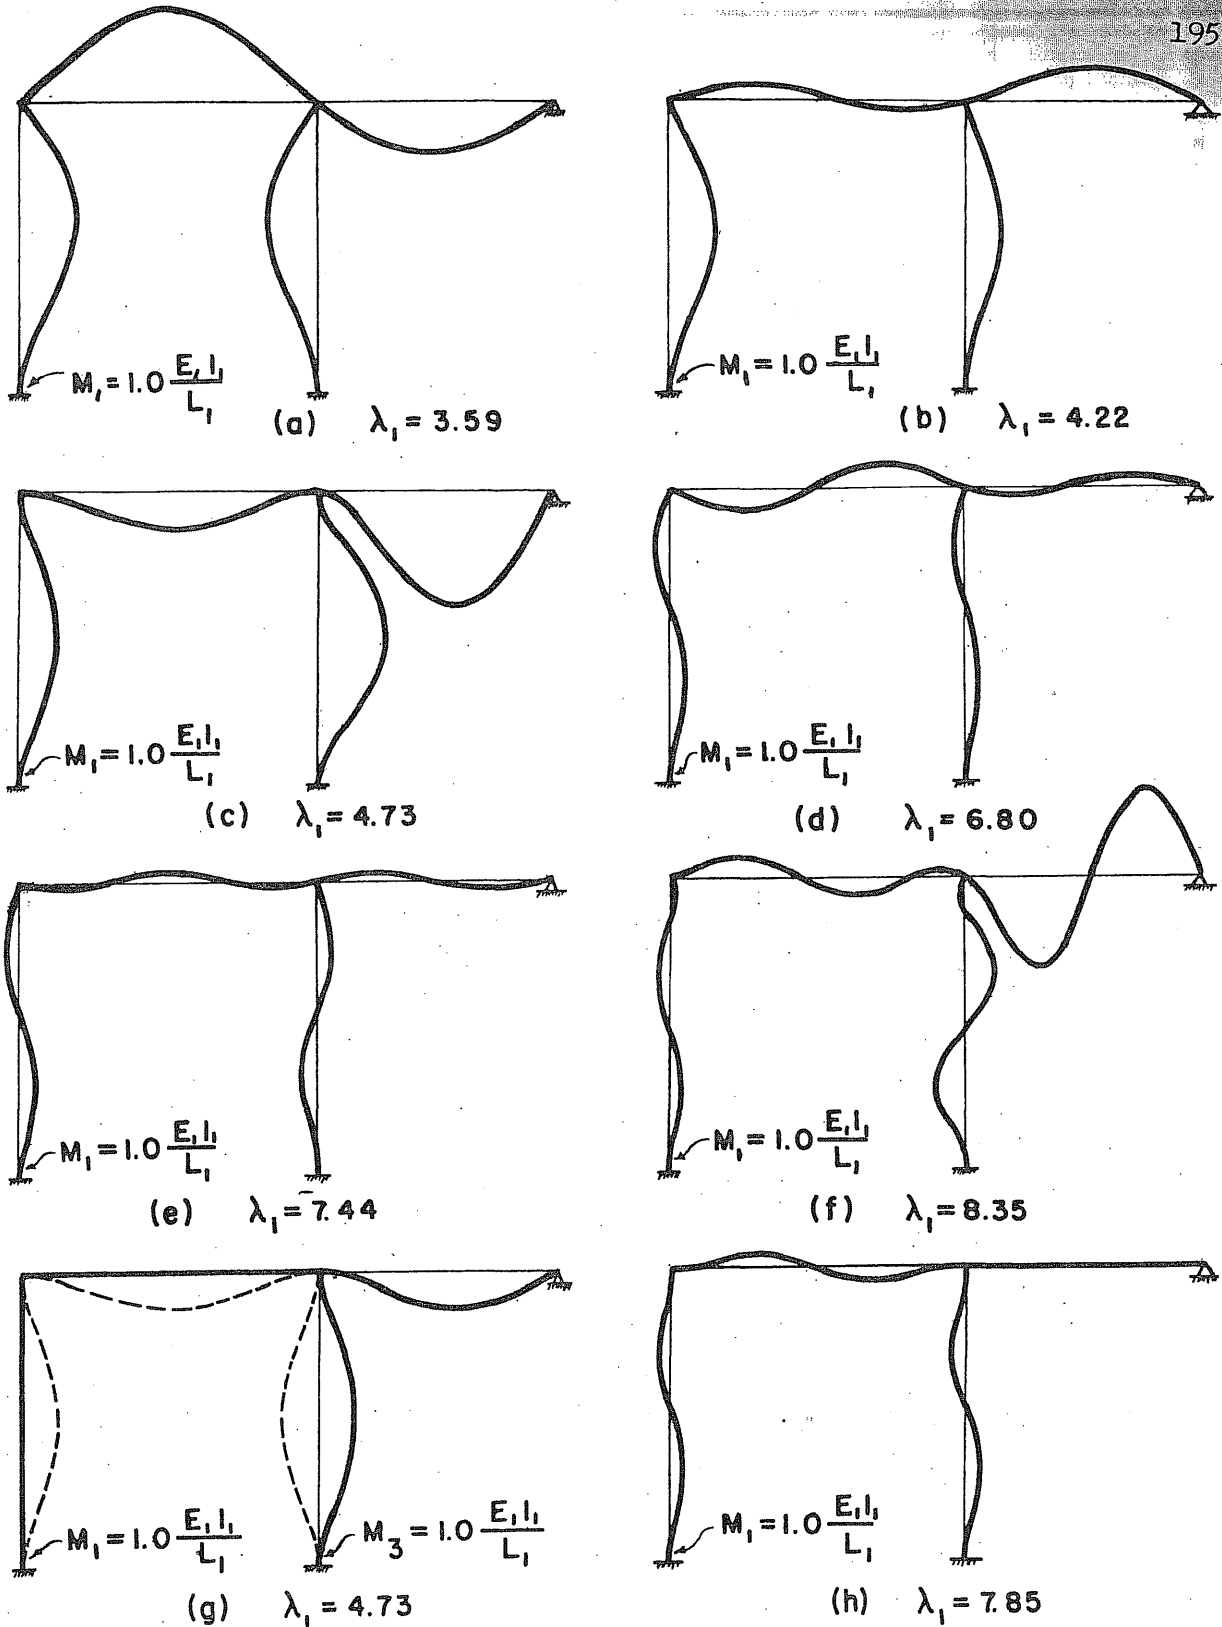 195
M₁ = 1.0 E₁I₁/L₁
(a) λ₁ = 3.59
M₁ = 1.0 E₁I₁/L₁
(b) λ₁ = 4.22
M₁ = 1.0 E₁I₁/L₁
(c) λ₁ = 4.73
M₁ = 1.0 E₁I₁/L₁
(d) λ₁ = 6.80
M₁ = 1.0 E₁I₁/L₁
(e) λ₁ = 7.44
M₁ = 1.0 E₁I₁/L₁
(f) λ₁ = 8.35
M₁ = 1.0 E₁I₁/L₁
M₃ = 1.0 E₁I₁/L₁
(g) λ₁ = 4.73
M₁ = 1.0 E₁I₁/L₁
(h) λ₁ = 7.85